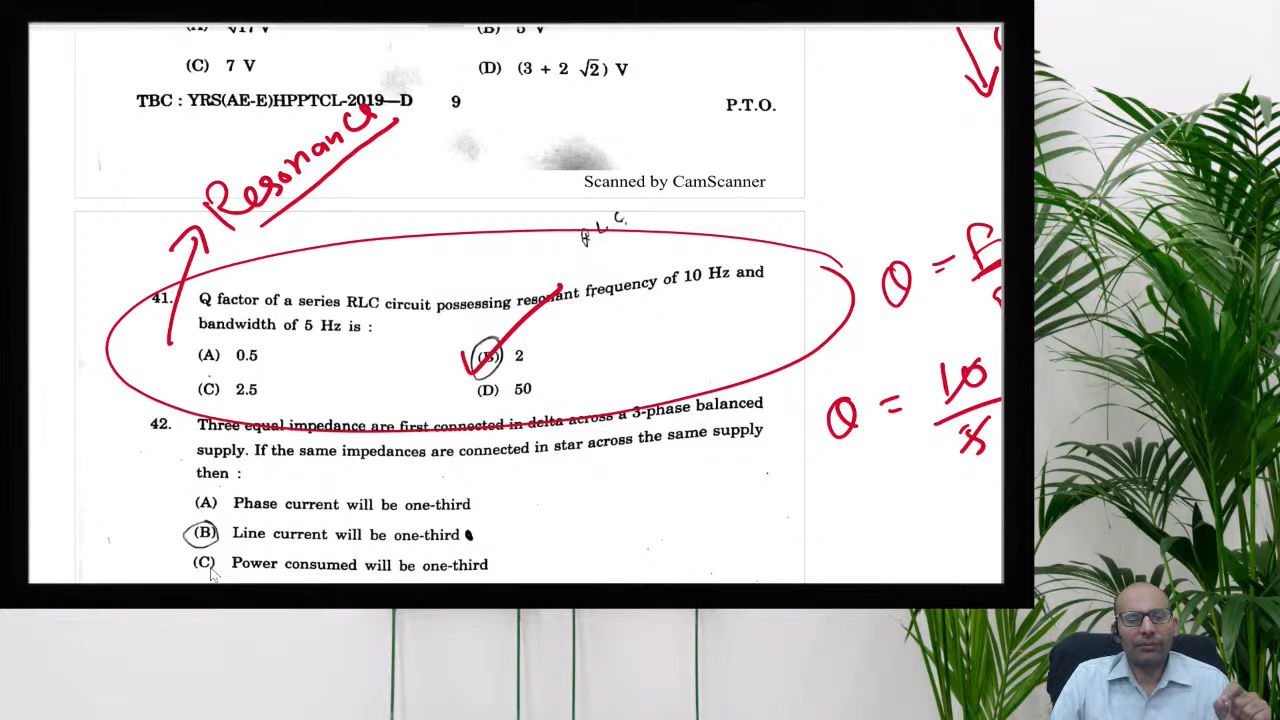 (A) √17 V (B) 5 V
(C) 7 V (D) (3 + 2 √2) V
TBC : YRS(AE-E)HPPTCL-2019—D 9 P.T.O.
Resonance
Scanned by CamScanner
R L C
41. Q factor of a series RLC circuit possessing resonant frequency of 10 Hz and
bandwidth of 5 Hz is :
(A) 0.5 (B) 2
(C) 2.5 (D) 50
Q =
Q = 10
5
42. Three equal impedance are first connected in delta across a 3-phase balanced
supply. If the same impedances are connected in star across the same supply
then :
(A) Phase current will be one-third
(B) Line current will be one-third
(C) Power consumed will be one-third